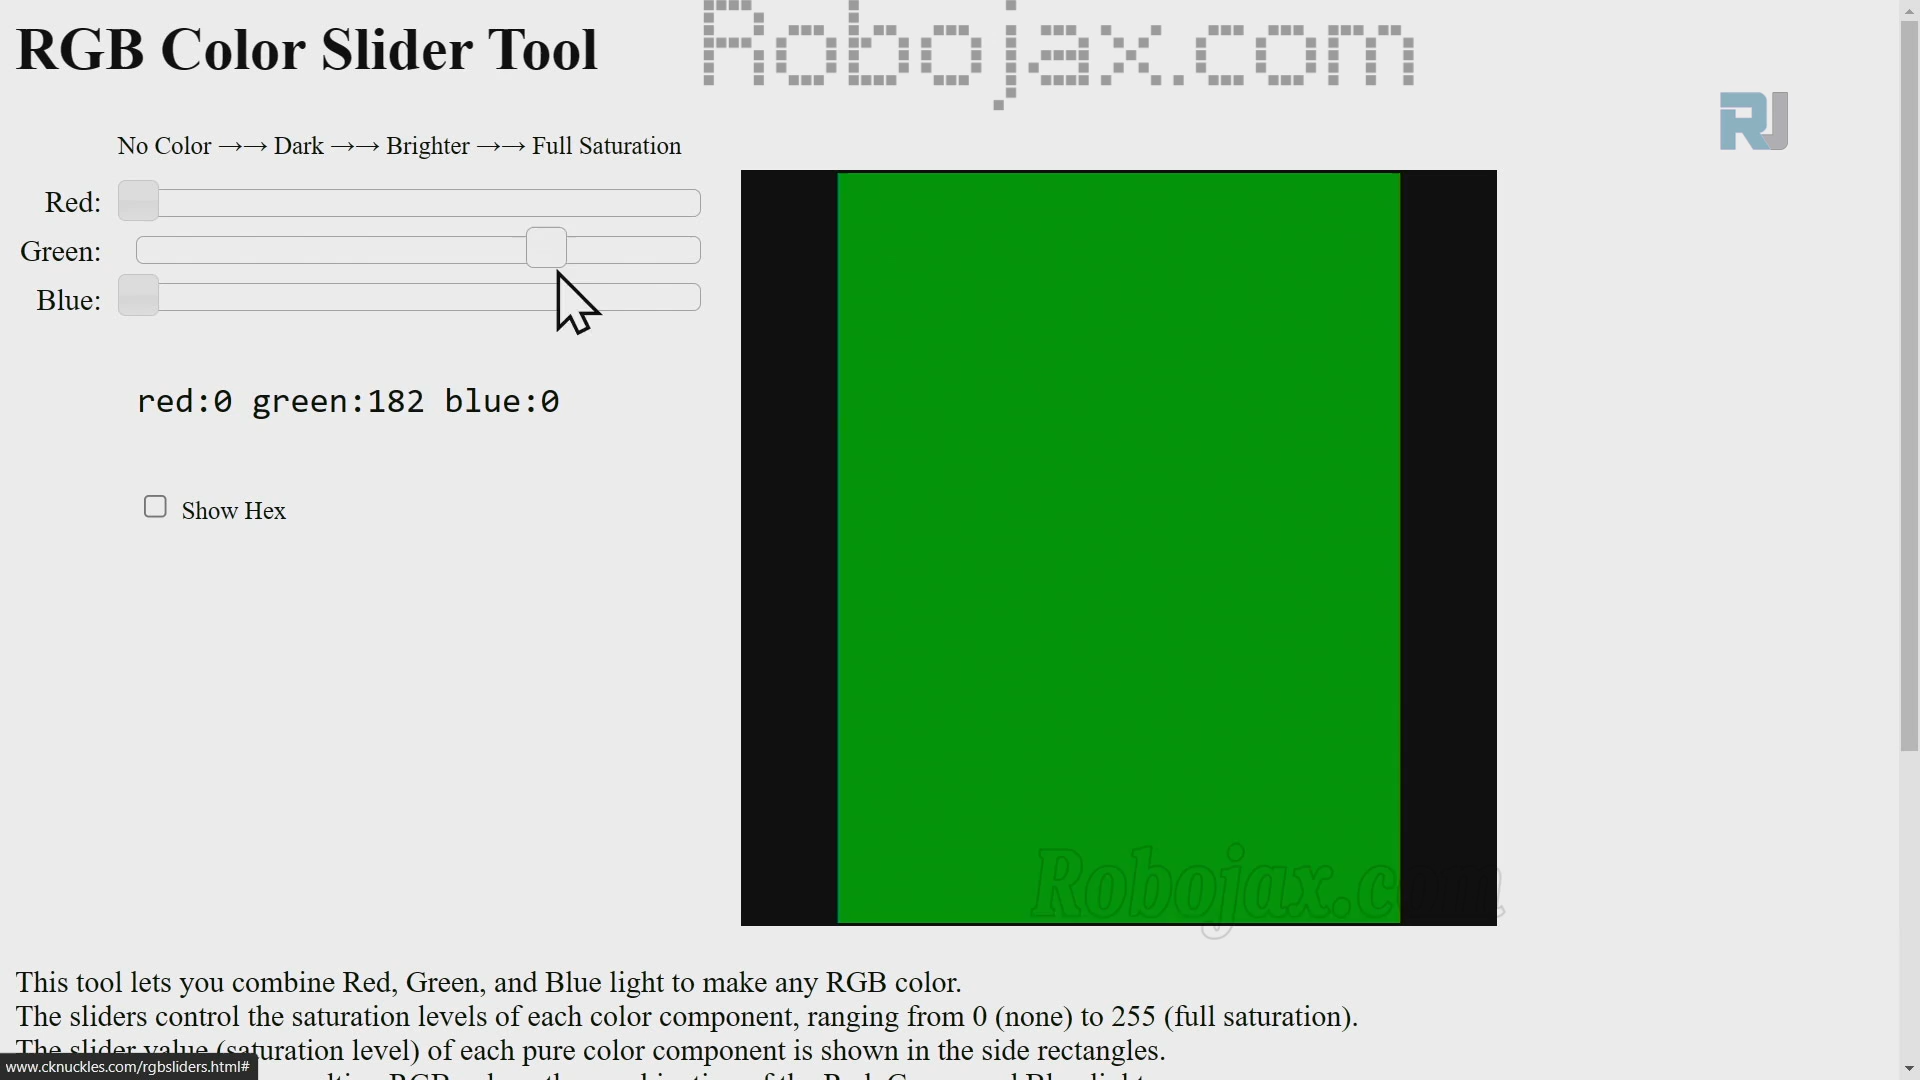 RGB Color Slider Tool
Robojax.com
RJ
No Color →→ Dark →→ Brighter →→ Full Saturation
Red:
Green:
Blue:
red:0 green:182 blue:0
Show Hex
Robojax.com
This tool lets you combine Red, Green, and Blue light to make any RGB color.
The sliders control the saturation levels of each color component, ranging from 0 (none) to 255 (full saturation).
The slider value (saturation level) of each pure color component is shown in the side rectangles.
www.cknuckles.com/rgbsliders.html#